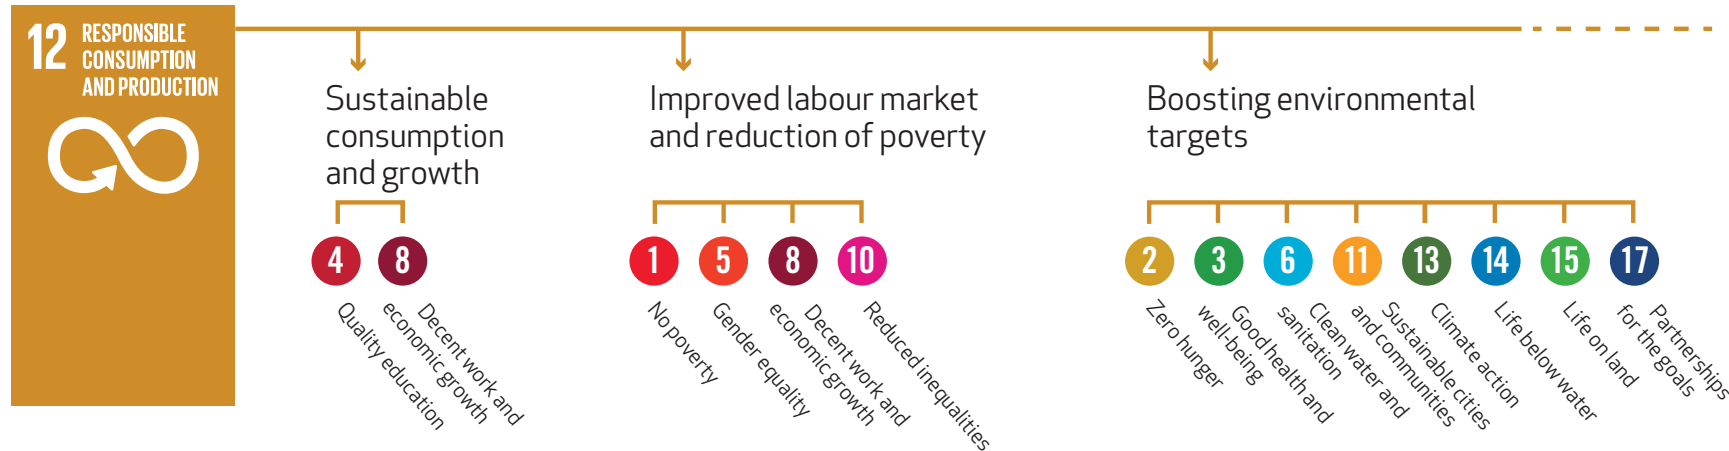 12 RESPONSIBLE
CONSUMPTION
AND PRODUCTION
Sustainable
consumption
and growth
4
Quality education
8
Decent work and
economic growth
Improved labour market
and reduction of poverty
1
No poverty
5
Gender equality
8
Decent work and
economic growth
10
Reduced inequalities
Boosting environmental
targets
2
Zero hunger
3
Good health and
well-being
6
Clean water and
sanitation
11
Sustainable cities
and communities
13
Climate action
14
Life below water
15
Life on land
17
Partnerships
for the goals